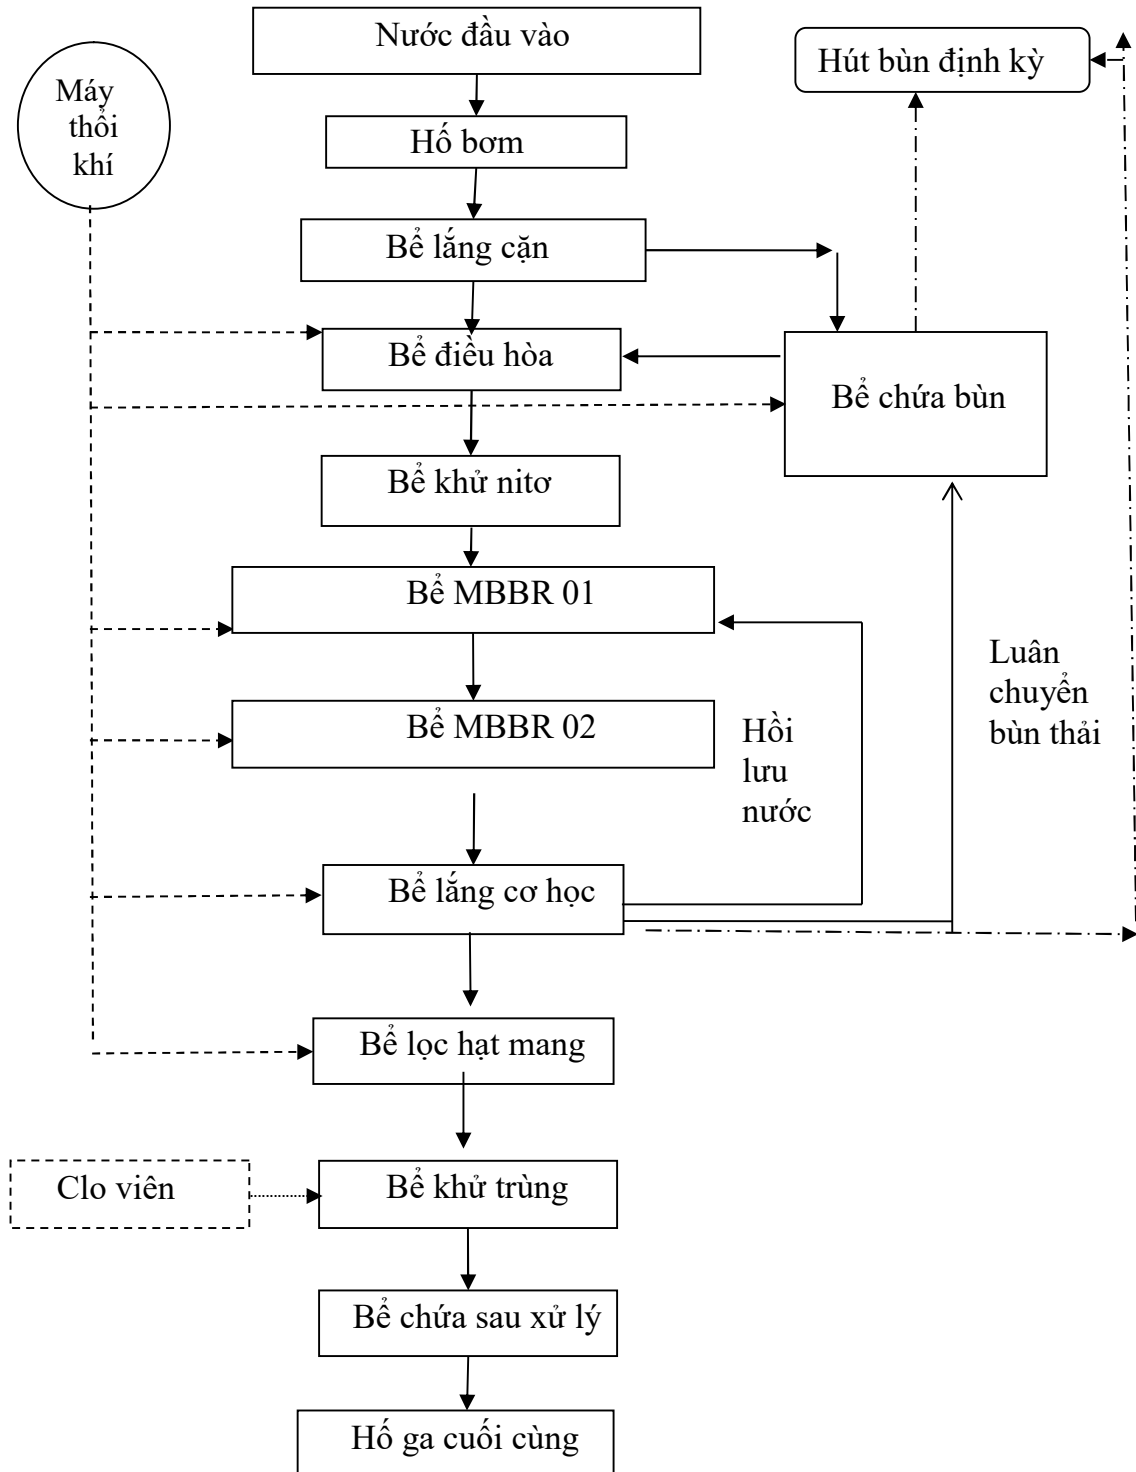 Nước đầu vào
Hút bùn định kỳ
Máy
thổi
khí
Hố bơm
Bể lắng cặn
Bể điều hòa
Bể chứa bùn
Bể khử nitơ
Bể MBBR 01
Luân
chuyển
bùn thải
Bể MBBR 02
Hồi
lưu
nước
Bể lắng cơ học
Bể lọc hạt mang
Clo viên
Bể khử trùng
Bể chứa sau xử lý
Hố ga cuối cùng